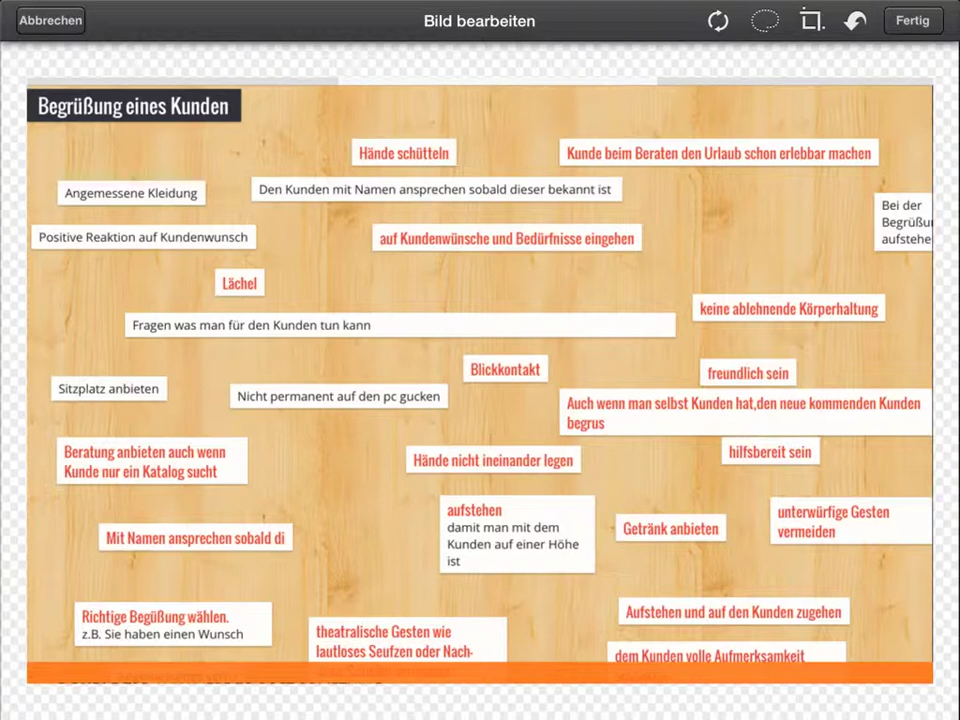 Abbrechen
Bild bearbeiten
Fertig
Begrüßung eines Kunden
Hände schütteln
Kunde beim Beraten den Urlaub schon erlebbar machen
Angemessene Kleidung
Den Kunden mit Namen ansprechen sobald dieser bekannt ist
Bei der
Begrüßu
aufstehe
Positive Reaktion auf Kundenwunsch
auf Kundenwünsche und Bedürfnisse eingehen
Lächel
keine ablehnende Körperhaltung
Fragen was man für den Kunden tun kann
Blickkontakt
freundlich sein
Sitzplatz anbieten
Nicht permanent auf den pc gucken
Auch wenn man selbst Kunden hat,den neue kommenden Kunden
begrus
Beratung anbieten auch wenn
Kunde nur ein Katalog sucht
Hände nicht ineinander legen
hilfsbereit sein
aufstehen
damit man mit dem
Kunden auf einer Höhe
ist
Getränk anbieten
unterwürfige Gesten
vermeiden
Mit Namen ansprechen sobald di
Richtige Begüßung wählen.
z.B. Sie haben einen Wunsch
theatralische Gesten wie
lautloses Seufzen oder Nach-
Aufstehen und auf den Kunden zugehen
dem Kunden volle Aufmerksamkeit